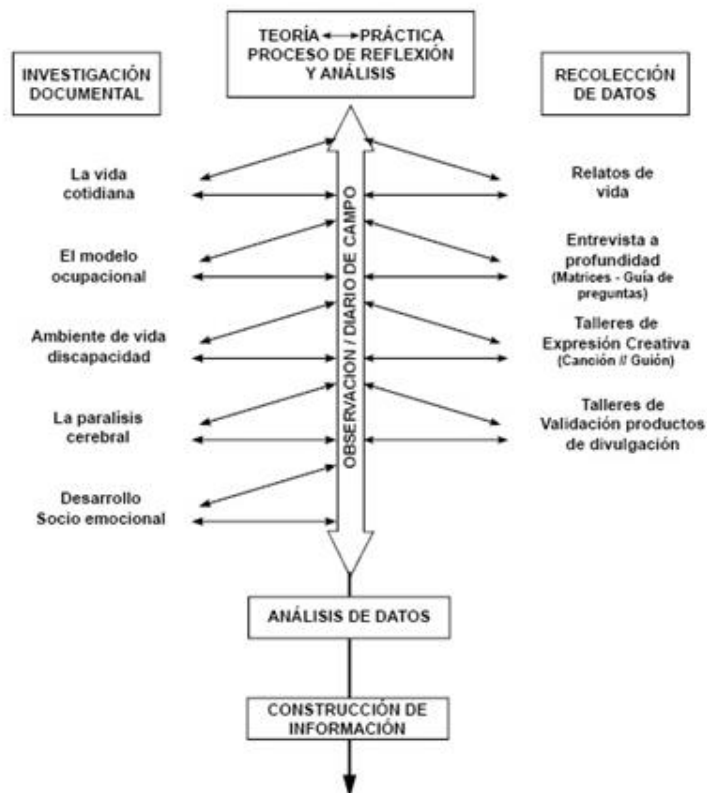 TEORÍA ↔ PRÁCTICA
PROCESO DE REFLEXIÓN
Y ANÁLISIS
INVESTIGACIÓN
DOCUMENTAL
La vida
cotidiana
El modelo
ocupacional
Ambiente de vida
discapacidad
La paralísis
cerebral
Desarrollo
Socio emocional
OBSERVACION / DIARIO DE CAMPO
RECOLECCIÓN
DE DATOS
Relatos de
vida
Entrevista a
profundidad
(Matrices - Guía de
preguntas)
Talleres de
Expresión Creativa
(Canción // Guión)
Talleres de
Validación productos
de divulgación
ANÁLISIS DE DATOS
CONSTRUCCIÓN DE
INFORMACIÓN